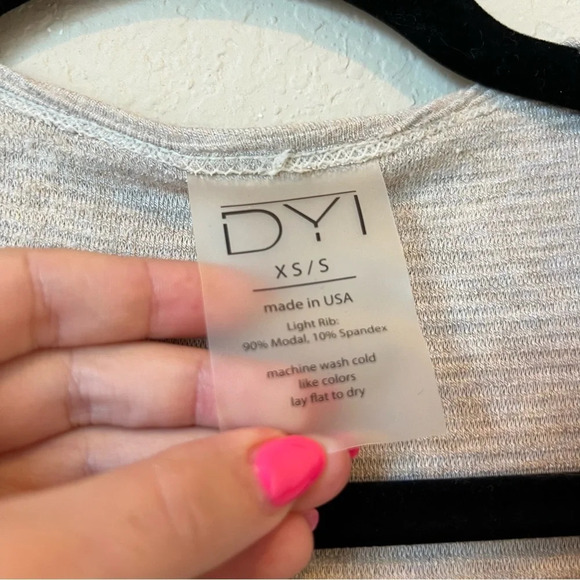 DYI
XS/S
made in USA
Light Rib:
90% Modal, 10% Spandex
machine wash cold
like colors
lay flat to dry